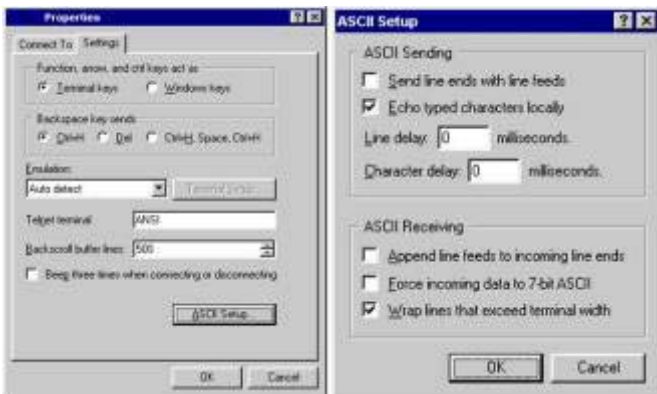 Properties
Connect To Settings
Function, arrow, and ctrl keys act as
Terminal keys Windows keys
Backspace key sends
Ctrl+H Del Ctrl+H, Space, Ctrl+H
Emulation:
Auto detect Terminal Setup...
Telnet terminal: ANSI
Backscroll buffer lines: 500
Beep three times when connecting or disconnecting
ASCII Setup...
OK Cancel
ASCII Setup
ASCII Sending
Send line ends with line feeds
Echo typed characters locally
Line delay: 0 milliseconds.
Character delay: 0 milliseconds.
ASCII Receiving
Append line feeds to incoming line ends
Force incoming data to 7-bit ASCII
Wrap lines that exceed terminal width
OK Cancel